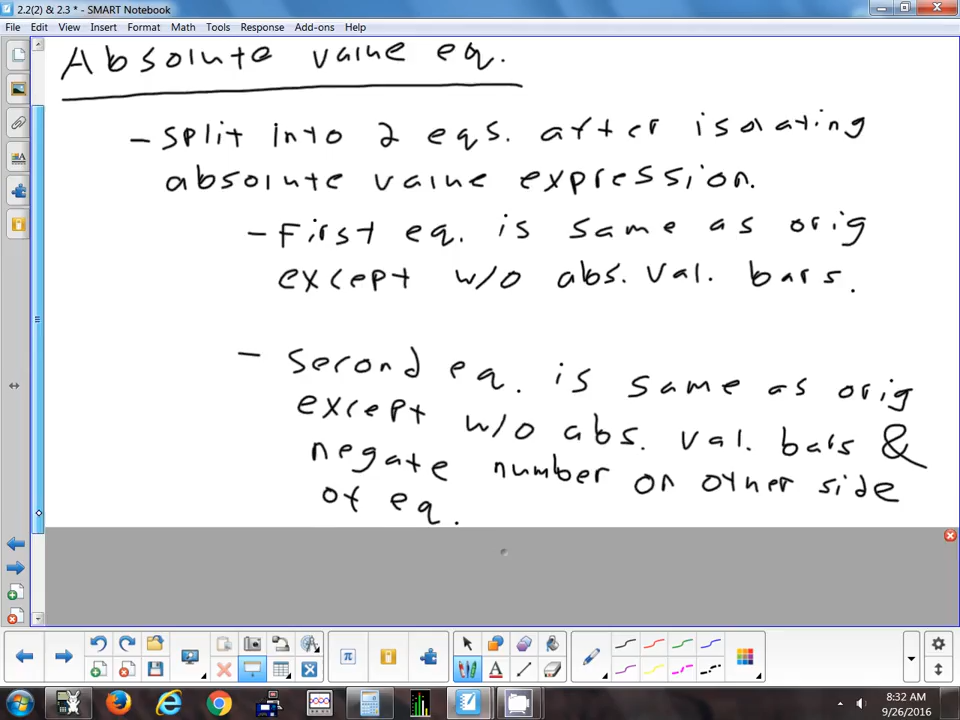 2.2(2) & 2.3 * - SMART Notebook
File Edit View Insert Format Math Tools Response Add-ons Help
Absolute value eq.
- Split into 2 eqs. after isolating
absolute value expression.
- First eq. is same as orig
except w/o abs. val. bars.
- Second eq. is same as orig
except w/o abs. val. bars &
negate number on other side
of eq.
8:32 AM
9/26/2016